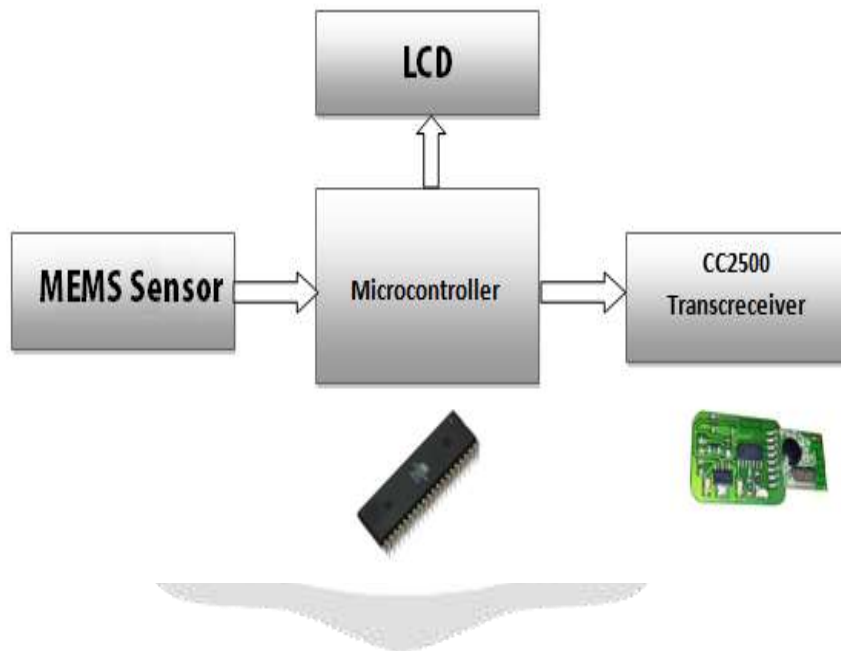 LCD
MEMS Sensor
Microcontroller
CC2500
Transcreceiver